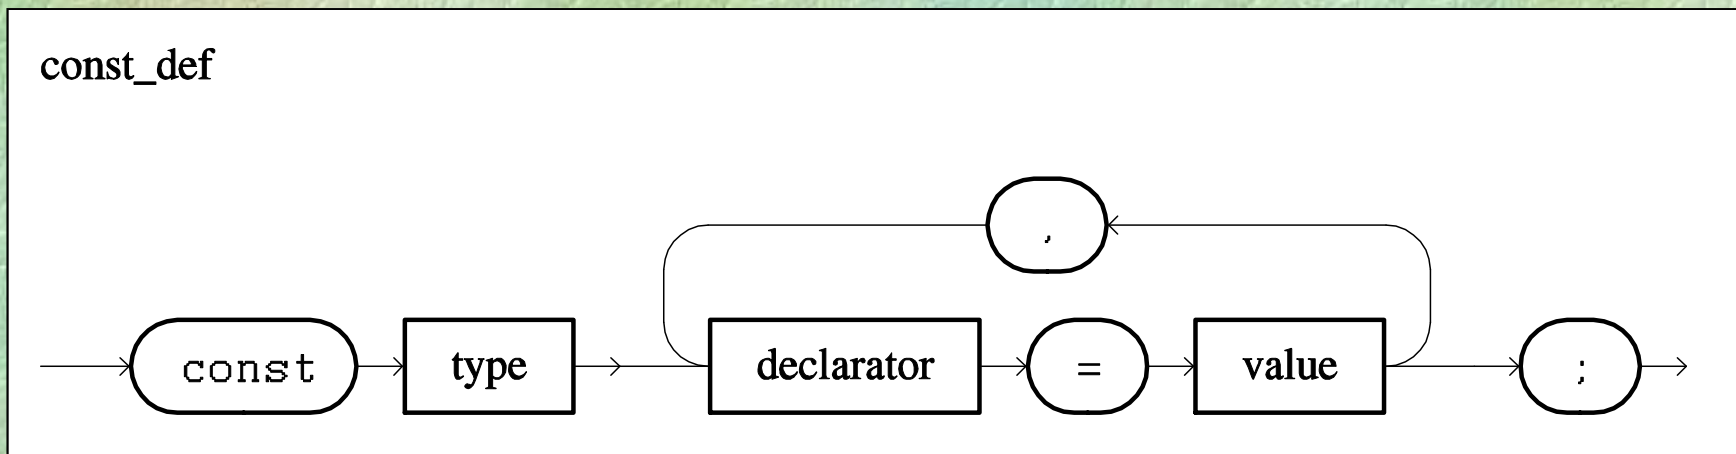 const_def
,
const type declarator = value ;